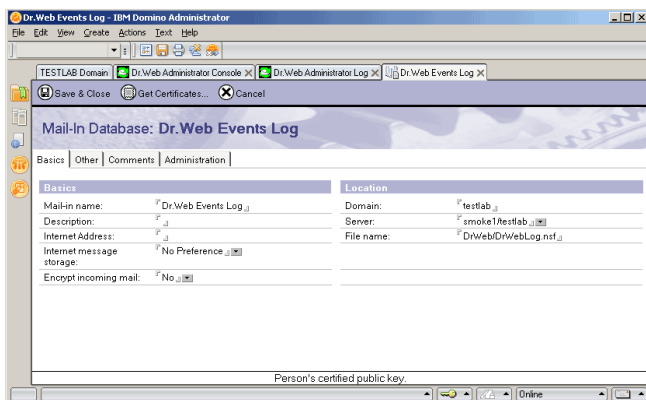 Dr.Web Events Log - IBM Domino Administrator
File Edit View Create Actions Text Help
TESTLAB Domain Dr.Web Administrator Console Dr.Web Administrator Log Dr.Web Events Log
Save & Close Get Certificates... Cancel
Mail-In Database: Dr.Web Events Log
Basics Other Comments Administration
Basics Location
Mail-in name: Dr.Web Events Log Domain: testlab
Description: Server: smoke1/testlab
Internet Address: File name: DrWeb/DrWebLog.nsf
Internet message No Preference
storage:
Encrypt incoming mail: No
Person's certified public key.
Online